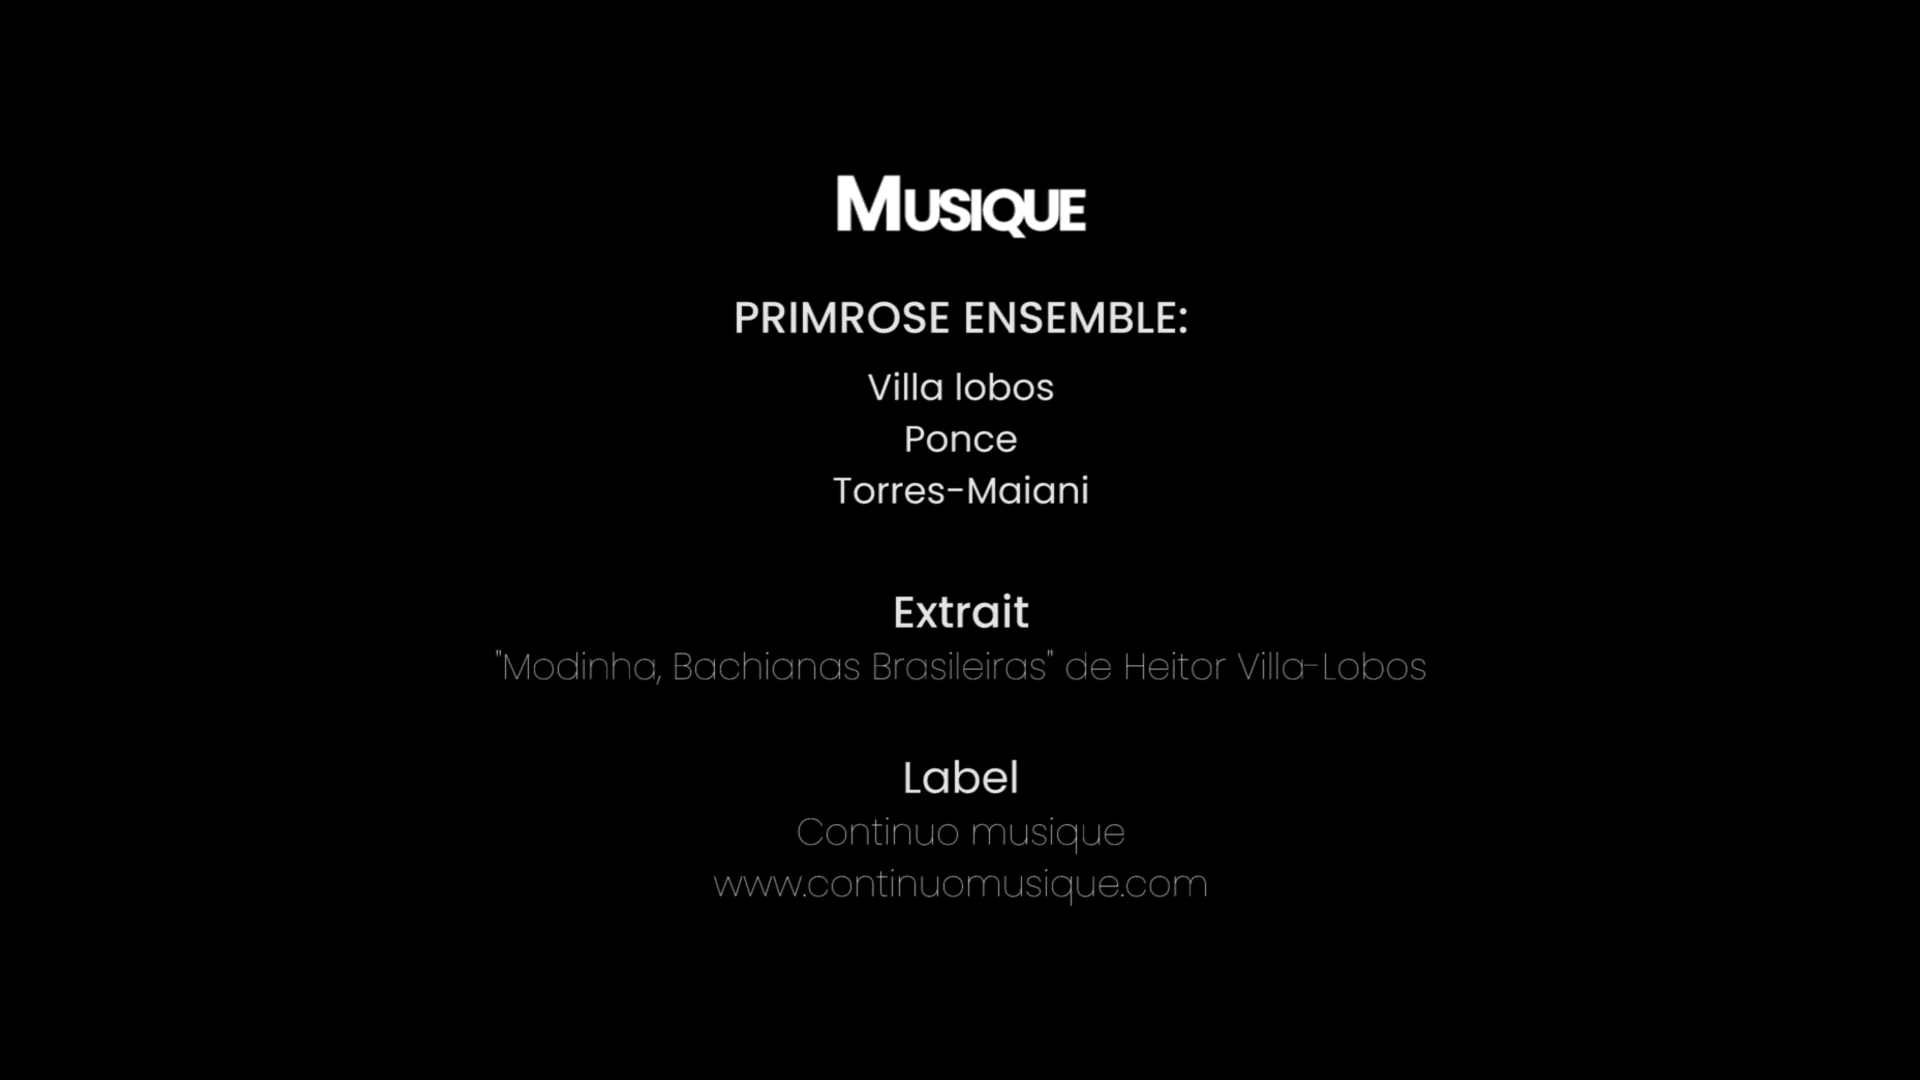 Musique
PRIMROSE ENSEMBLE:
Villa lobos
Ponce
Torres-Maiani
Extrait
"Modinha, Bachianas Brasileiras" de Heitor Villa-Lobos
Label
Continuo musique
www.continuomusique.com